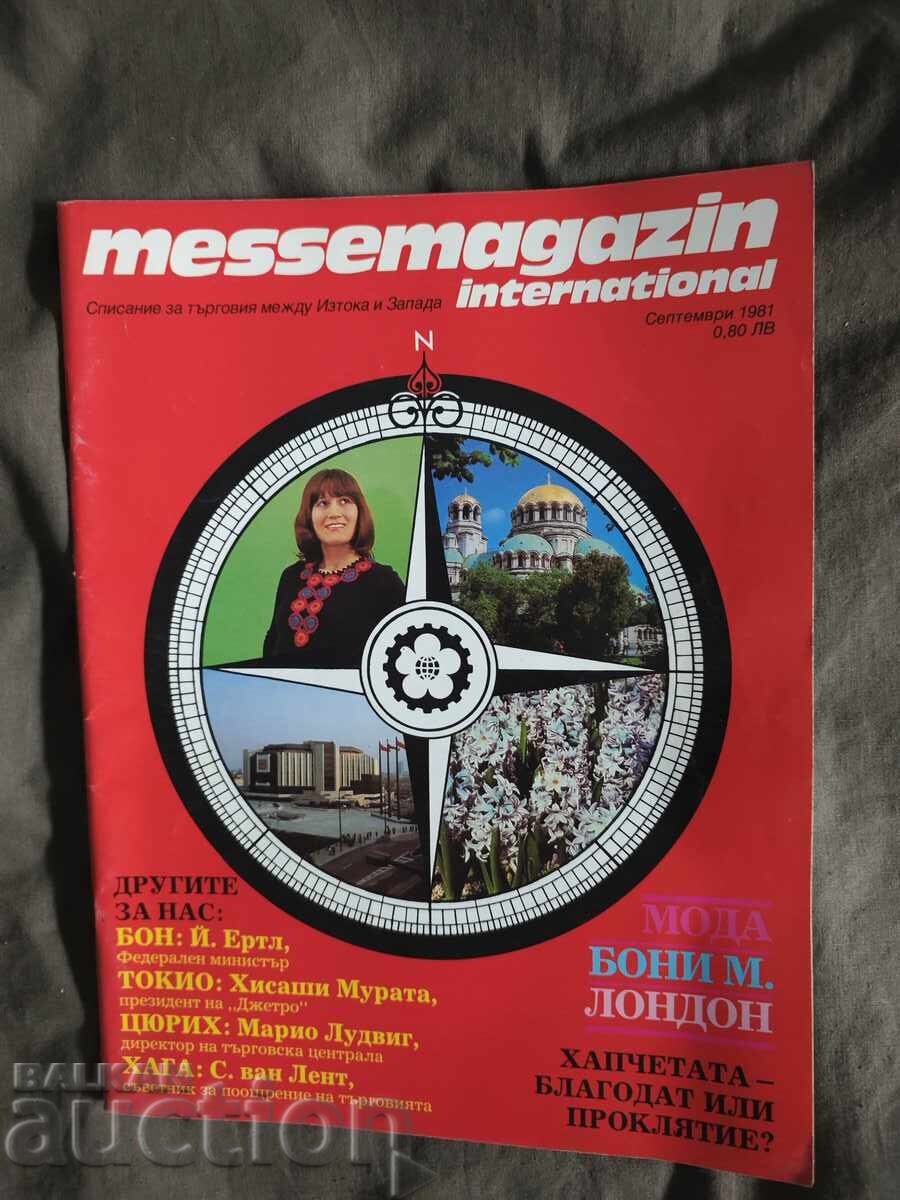 messemagazin
international
Списание за търговия между Изтока и Запада
Септември 1981
0,80 ЛВ
N
ДРУГИТЕ
ЗА НАС:
БОН: Й. Ертл,
Федерален министър
ТОКИО: Хисаши Мурата,
президент на „Джетро"
ЦЮРИХ: Марио Лудвиг,
директор на търговска централа
ХАГА: С. ван Лент,
съветник за поощрение на търговията
МОДА
БОНИ М.
ЛОНДОН
ХАПЧЕТАТА –
БЛАГОДАТ ИЛИ
ПРОКЛЯТИЕ?
BALKAN
auction